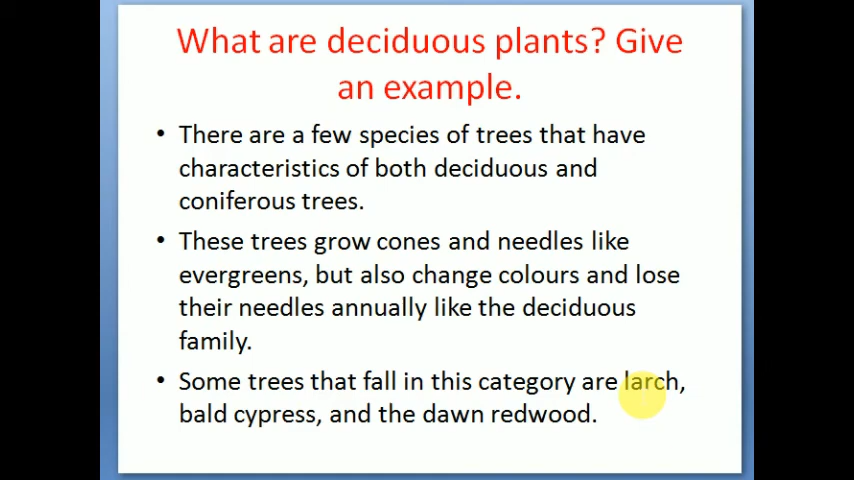 What are deciduous plants? Give
an example.
• There are a few species of trees that have
characteristics of both deciduous and
coniferous trees.
• These trees grow cones and needles like
evergreens, but also change colours and lose
their needles annually like the deciduous
family.
• Some trees that fall in this category are larch,
bald cypress, and the dawn redwood.